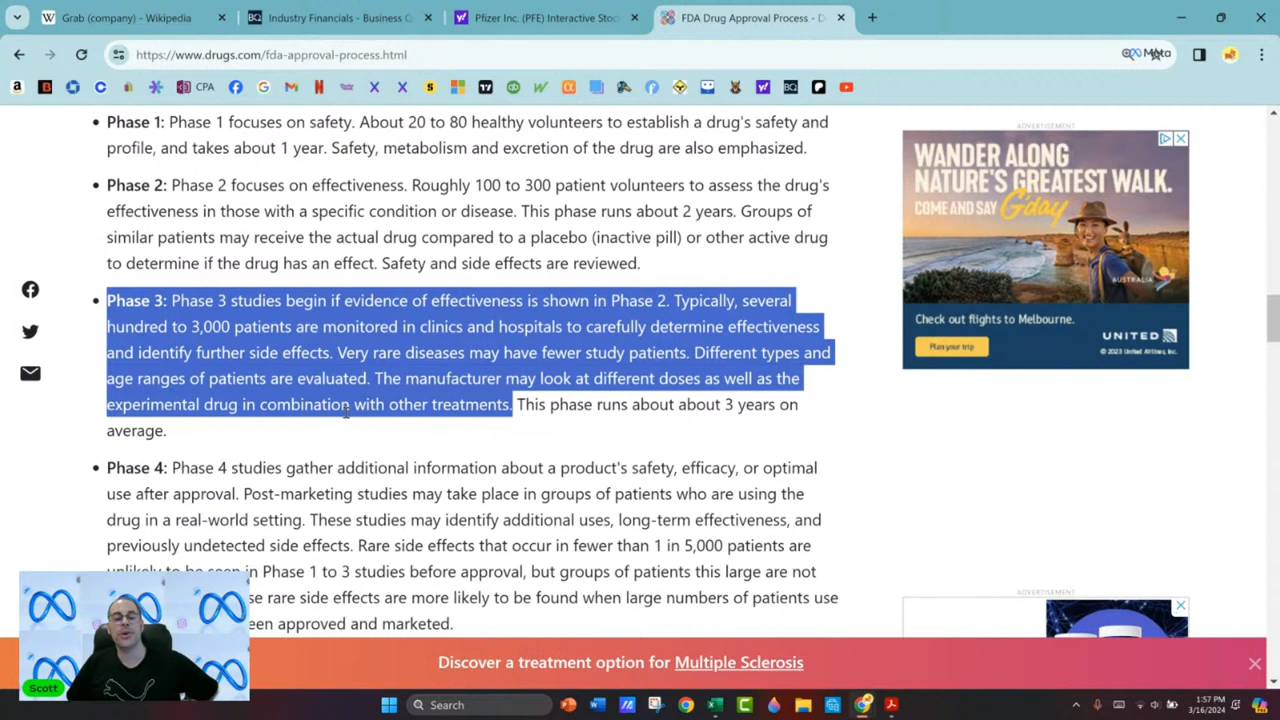 Grab (company) - Wikipedia
Industry Financials - Business Q
Pfizer Inc. (PFE) Interactive Stoc
FDA Drug Approval Process - D
https://www.drugs.com/fda-approval-process.html
Meta
CPA
BQ
Phase 1: Phase 1 focuses on safety. About 20 to 80 healthy volunteers to establish a drug's safety and
profile, and takes about 1 year. Safety, metabolism and excretion of the drug are also emphasized.
Phase 2: Phase 2 focuses on effectiveness. Roughly 100 to 300 patient volunteers to assess the drug's
effectiveness in those with a specific condition or disease. This phase runs about 2 years. Groups of
similar patients may receive the actual drug compared to a placebo (inactive pill) or other active drug
to determine if the drug has an effect. Safety and side effects are reviewed.
Phase 3: Phase 3 studies begin if evidence of effectiveness is shown in Phase 2. Typically, several
hundred to 3,000 patients are monitored in clinics and hospitals to carefully determine effectiveness
and identify further side effects. Very rare diseases may have fewer study patients. Different types and
age ranges of patients are evaluated. The manufacturer may look at different doses as well as the
experimental drug in combination with other treatments. This phase runs about about 3 years on
average.
Phase 4: Phase 4 studies gather additional information about a product's safety, efficacy, or optimal
use after approval. Post-marketing studies may take place in groups of patients who are using the
drug in a real-world setting. These studies may identify additional uses, long-term effectiveness, and
previously undetected side effects. Rare side effects that occur in fewer than 1 in 5,000 patients are
unlikely to be seen in Phase 1 to 3 studies before approval, but groups of patients this large are not
se rare side effects are more likely to be found when large numbers of patients use
een approved and marketed.
ADVERTISEMENT
WANDER ALONG
NATURE'S GREATEST WALK.
COME AND SAY G'day
AUSTRALIA
Check out flights to Melbourne.
Plan your trip
UNITED
© 2023 United Airlines, Inc.
ADVERTISEMENT
Discover a treatment option for Multiple Sclerosis
Scott
Search
1:57 PM
3/16/2024